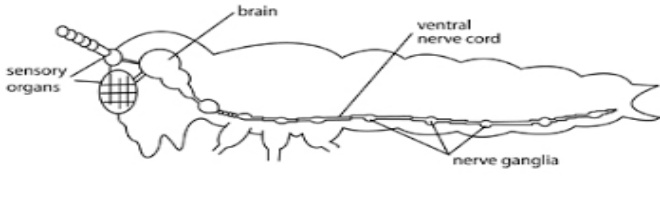 brain
ventral
nerve cord
sensory
organs
nerve ganglia